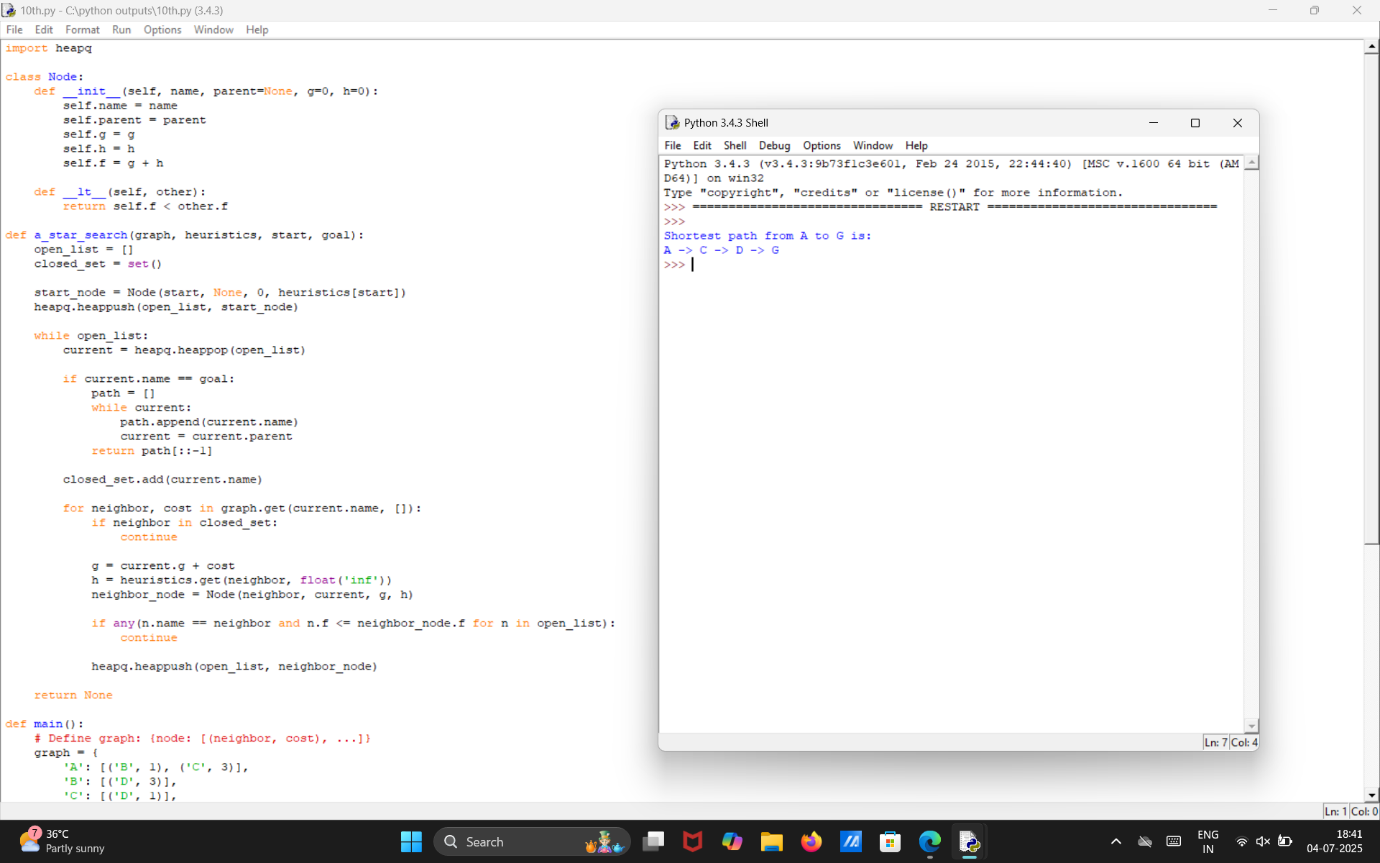 10th.py - C:\python outputs\10th.py (3.4.3)
File Edit Format Run Options Window Help
import heapq
class Node:
    def __init__(self, name, parent=None, g=0, h=0):
        self.name = name
        self.parent = parent
        self.g = g
        self.h = h
        self.f = g + h
    def __lt__(self, other):
        return self.f < other.f
def a_star_search(graph, heuristics, start, goal):
    open_list = []
    closed_set = set()
    start_node = Node(start, None, 0, heuristics[start])
    heapq.heappush(open_list, start_node)
    while open_list:
        current = heapq.heappop(open_list)
        if current.name == goal:
            path = []
            while current:
                path.append(current.name)
                current = current.parent
            return path[::-1]
        closed_set.add(current.name)
        for neighbor, cost in graph.get(current.name, []):
            if neighbor in closed_set:
                continue
            g = current.g + cost
            h = heuristics.get(neighbor, float('inf'))
            neighbor_node = Node(neighbor, current, g, h)
            if any(n.name == neighbor and n.f <= neighbor_node.f for n in open_list):
                continue
            heapq.heappush(open_list, neighbor_node)
    return None
def main():
    # Define graph: {node: [(neighbor, cost), ...]}
    graph = {
        'A': [('B', 1), ('C', 3)],
        'B': [('D', 3)],
        'C': [('D', 1)],
Ln: 1 Col: 0
Python 3.4.3 Shell
File Edit Shell Debug Options Window Help
Python 3.4.3 (v3.4.3:9b73f1c3e601, Feb 24 2015, 22:44:40) [MSC v.1600 64 bit (AM
D64)] on win32
Type "copyright", "credits" or "license()" for more information.
>>> ================================ RESTART ================================
>>>
Shortest path from A to G is:
A -> C -> D -> G
>>>
Ln: 7 Col: 4
7
36°C
Partly sunny
Search
ENG
IN
18:41
04-07-2025